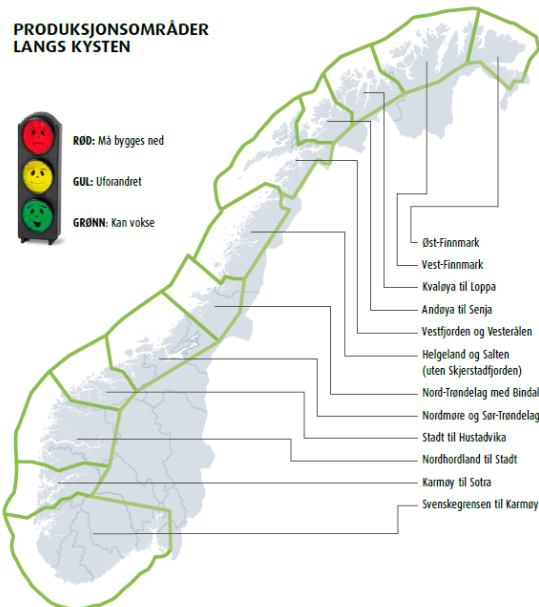 PRODUKSJONSOMRÅDER
LANGS KYSTEN
RØD: Må bygges ned
GUL: Uforandret
GRØNN: Kan vokse
Øst-Finnmark
Vest-Finnmark
Kvaløya til Loppa
Andøya til Senja
Vestfjorden og Vesterålen
Helgeland og Salten
(uten Skjerstadfjorden)
Nord-Trøndelag med Bindal
Nordmøre og Sør-Trøndelag
Stadt til Hustadvika
Nordhordland til Stadt
Karmøy til Sotra
Svenskegrensen til Karmøy